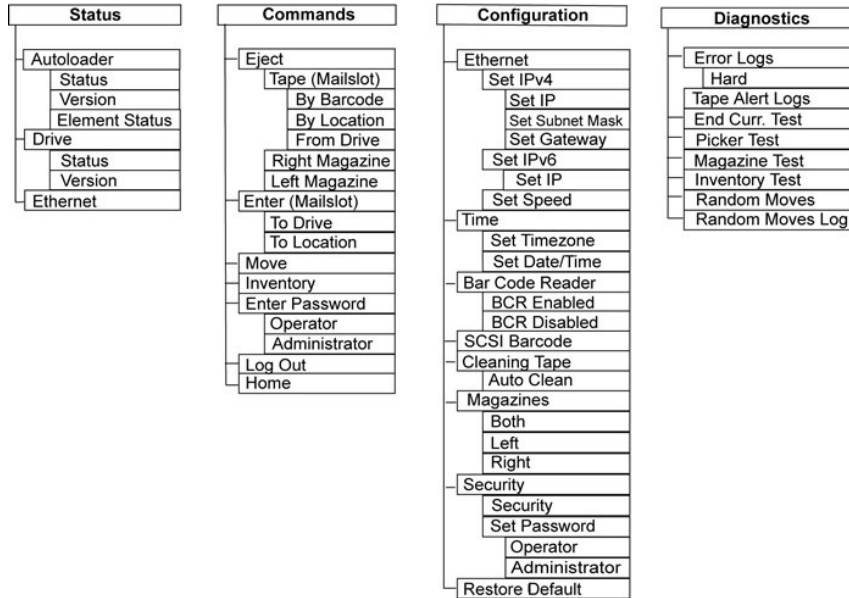 Status
Autoloader
Status
Version
Element Status
Drive
Status
Version
Ethernet
Commands
Eject
Tape (Mailslot)
By Barcode
By Location
From Drive
Right Magazine
Left Magazine
Enter (Mailslot)
To Drive
To Location
Move
Inventory
Enter Password
Operator
Administrator
Log Out
Home
Configuration
Ethernet
Set IPv4
Set IP
Set Subnet Mask
Set Gateway
Set IPv6
Set IP
Set Speed
Time
Set Timezone
Set Date/Time
Bar Code Reader
BCR Enabled
BCR Disabled
SCSI Barcode
Cleaning Tape
Auto Clean
Magazines
Both
Left
Right
Security
Security
Set Password
Operator
Administrator
Restore Default
Diagnostics
Error Logs
Hard
Tape Alert Logs
End Curr. Test
Picker Test
Magazine Test
Inventory Test
Random Moves
Random Moves Log